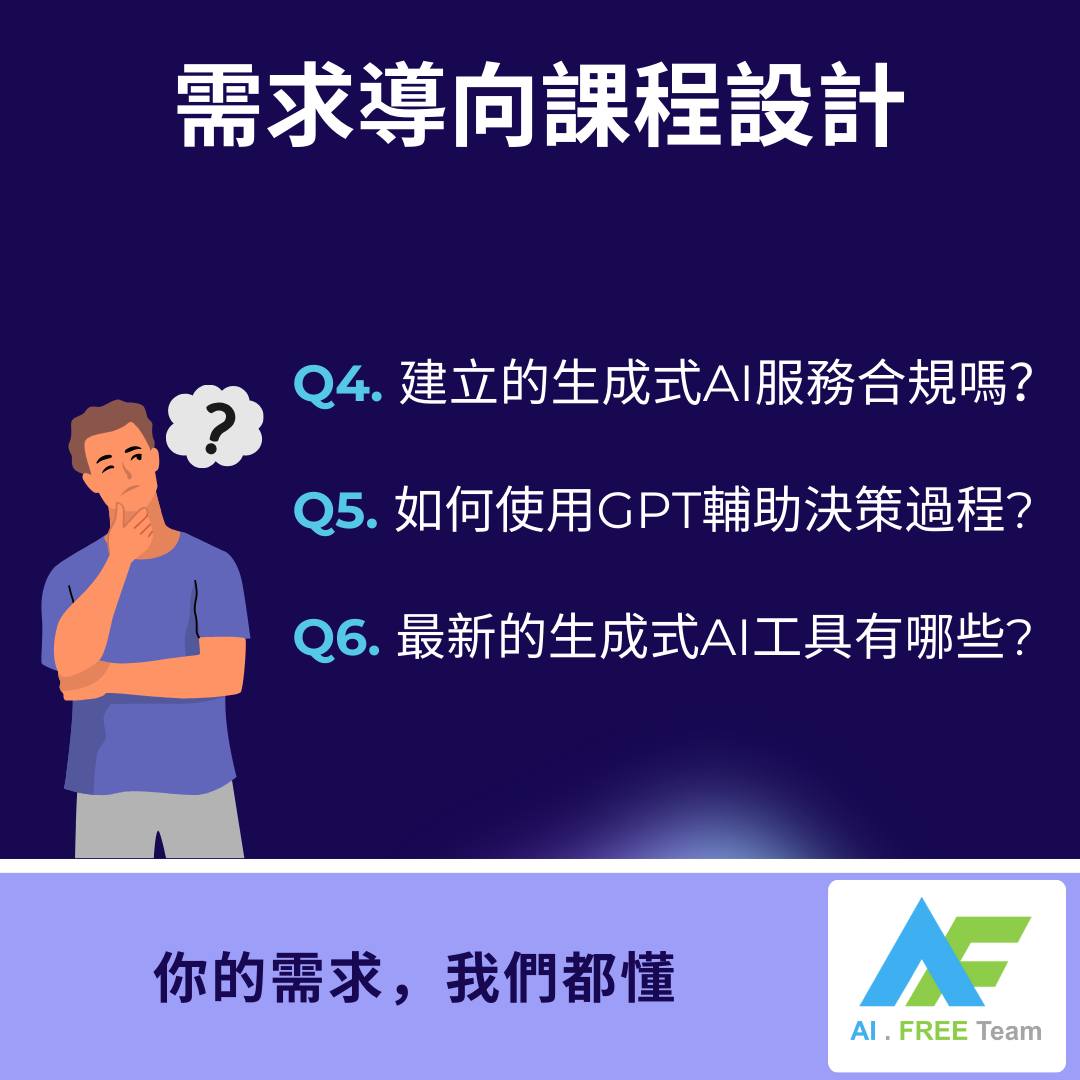 需求導向課程設計
?
Q4. 建立的生成式AI服務合規嗎?
Q5. 如何使用GPT輔助決策過程?
Q6. 最新的生成式AI工具有哪些?
你的需求，我們都懂
AF
AI . FREE Team